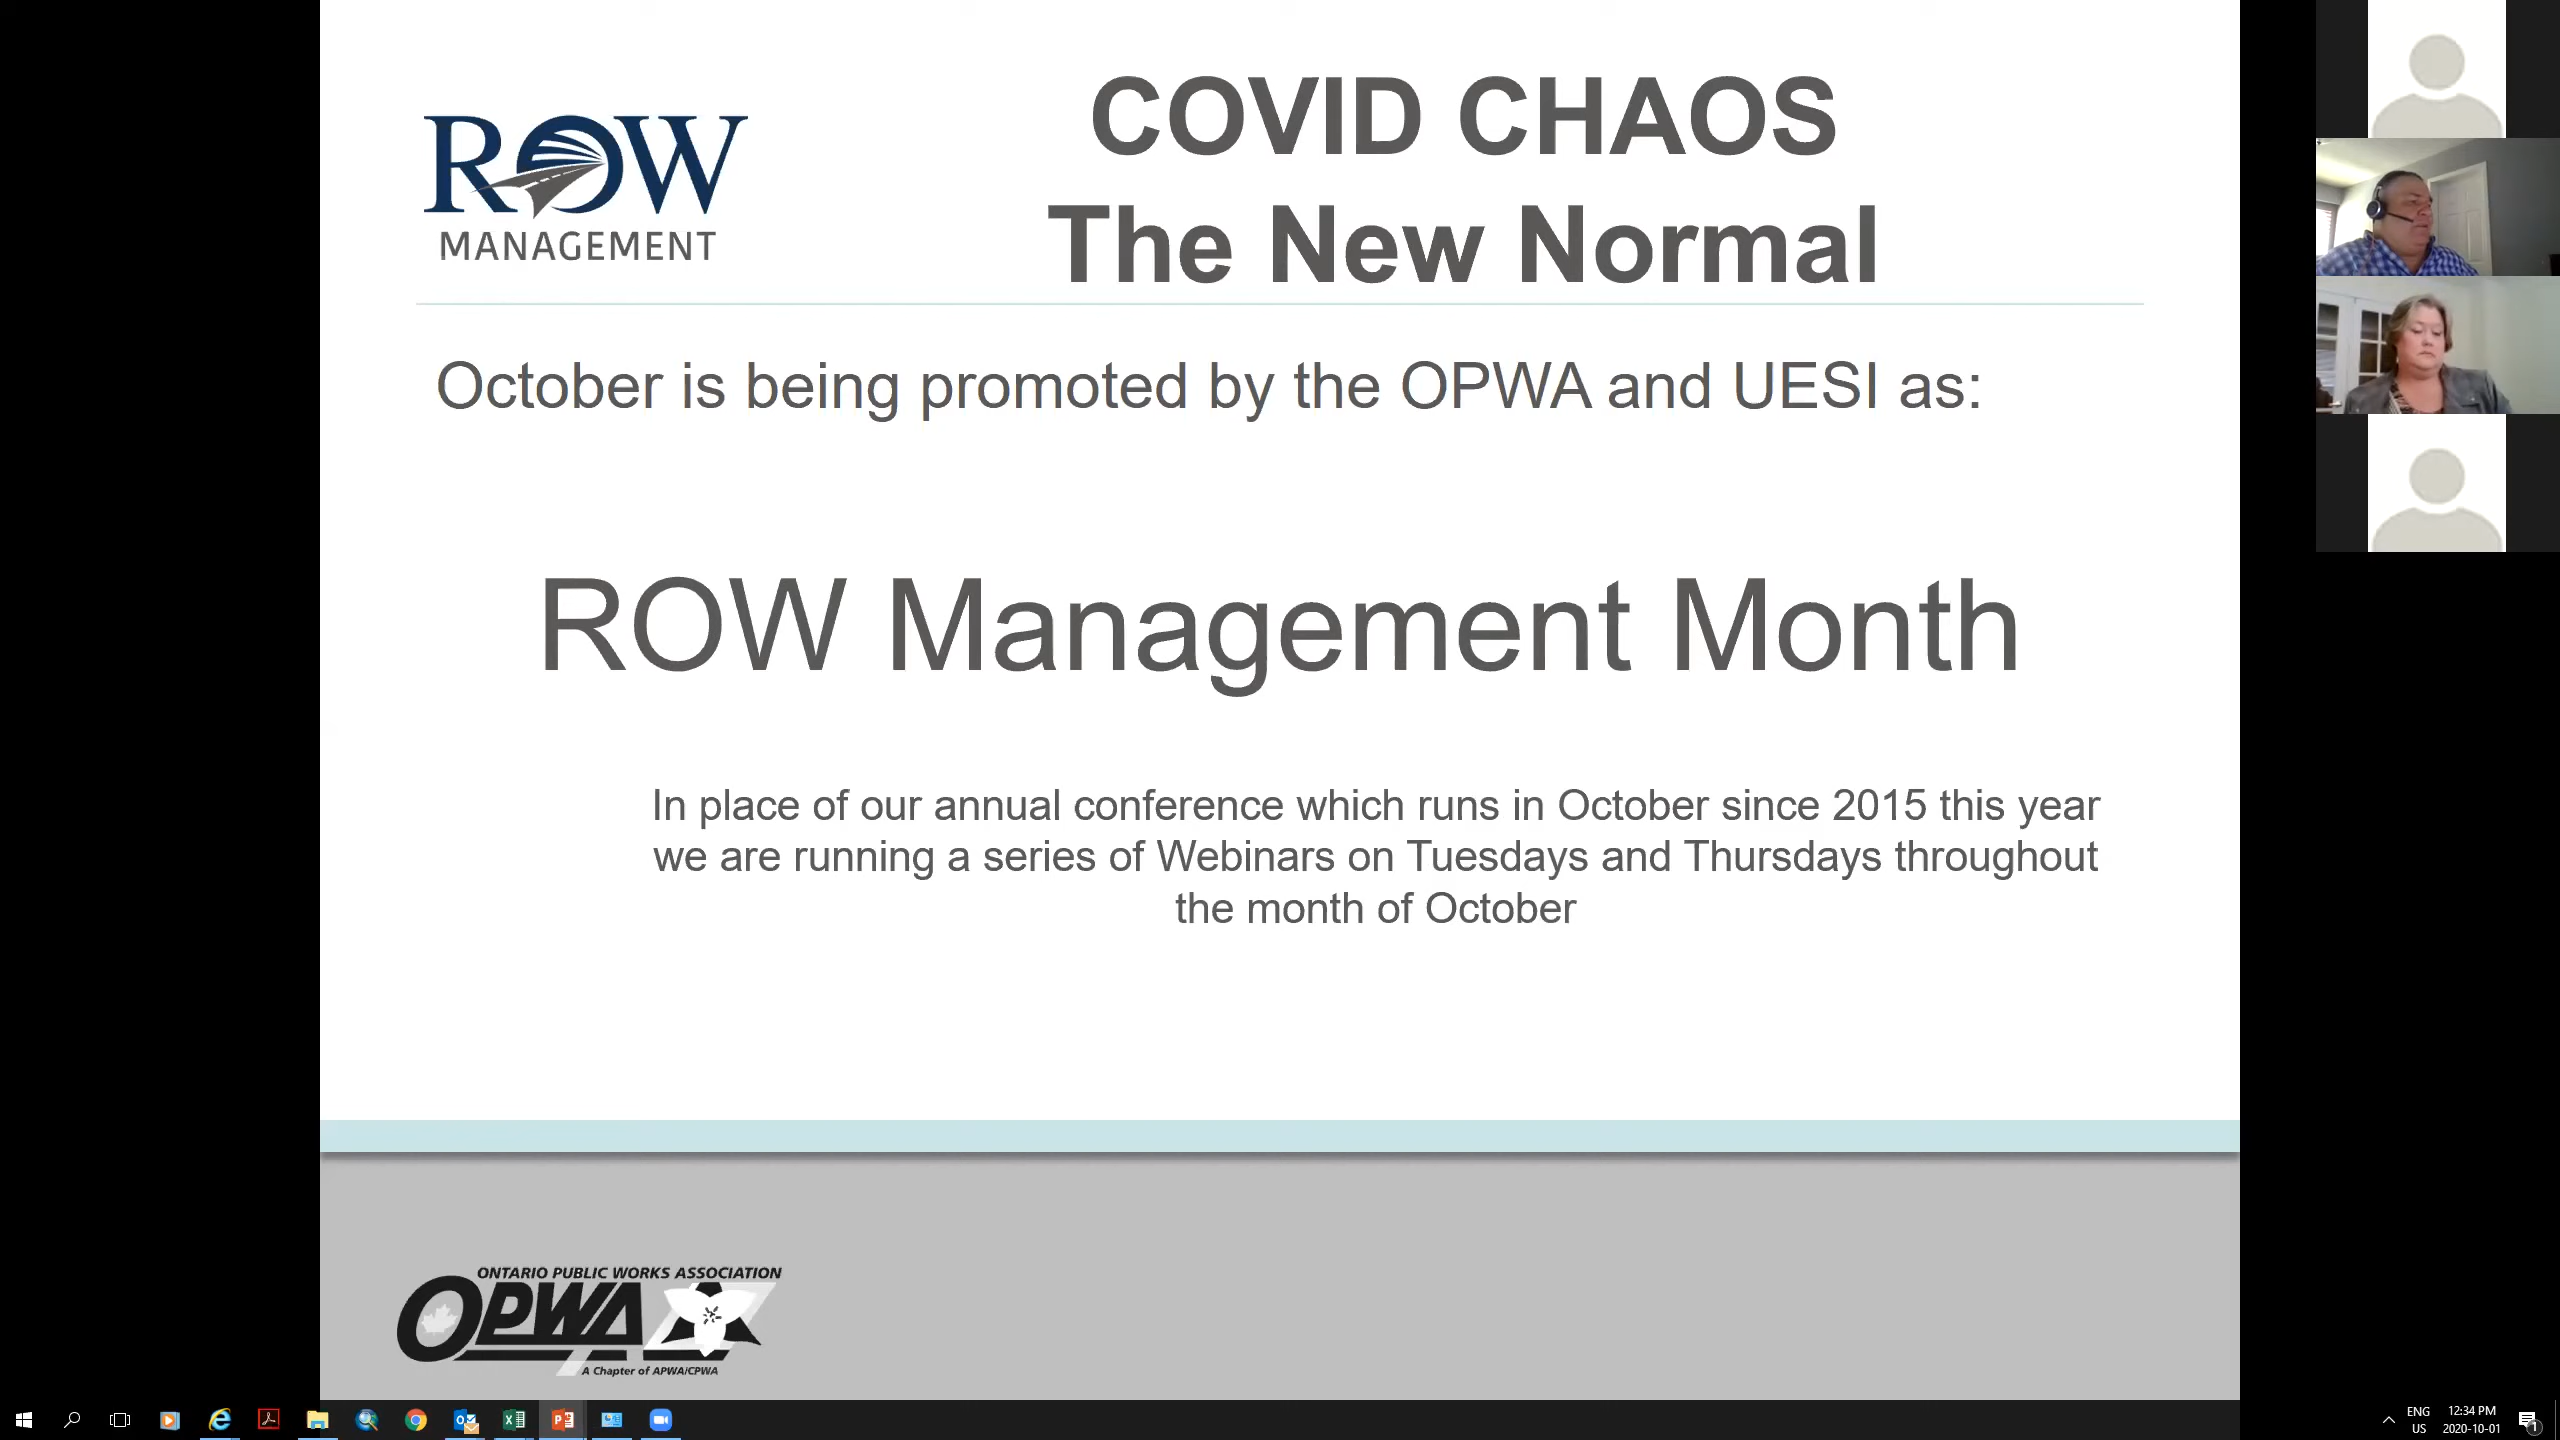 ROW
MANAGEMENT
COVID CHAOS
The New Normal
October is being promoted by the OPWA and UESI as:
ROW Management Month
In place of our annual conference which runs in October since 2015 this year
we are running a series of Webinars on Tuesdays and Thursdays throughout
the month of October
ONTARIO PUBLIC WORKS ASSOCIATION
OPWA
A Chapter of APWA/CPWA
ENG
US
12:34 PM
2020-10-01
1